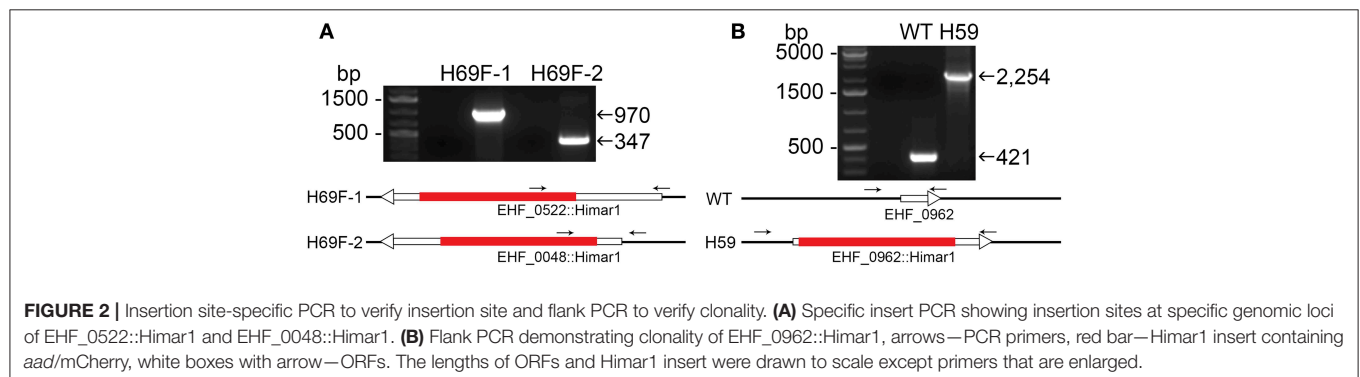 A
bp
H69F-1 H69F-2
1500 -
500 -
←970
←347
H69F-1
EHF_0522::Himar1
H69F-2
EHF_0048::Himar1
B
bp
WT H59
5000 -
1500 -
500 -
←2,254
←421
WT
EHF_0962
H59
EHF_0962::Himar1
FIGURE 2 | Insertion site-specific PCR to verify insertion site and flank PCR to verify clonality. (A) Specific insert PCR showing insertion sites at specific genomic loci
of EHF_0522::Himar1 and EHF_0048::Himar1. (B) Flank PCR demonstrating clonality of EHF_0962::Himar1, arrows—PCR primers, red bar—Himar1 insert containing
aad/mCherry, white boxes with arrow—ORFs. The lengths of ORFs and Himar1 insert were drawn to scale except primers that are enlarged.